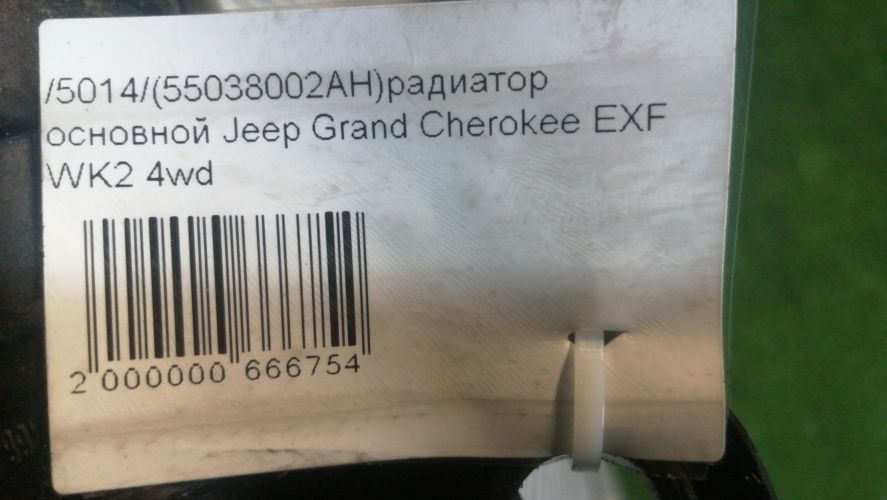 /5014/(55038002AH)радиатор
основной Jeep Grand Cherokee EXF
WK2 4wd
2 000000 666754